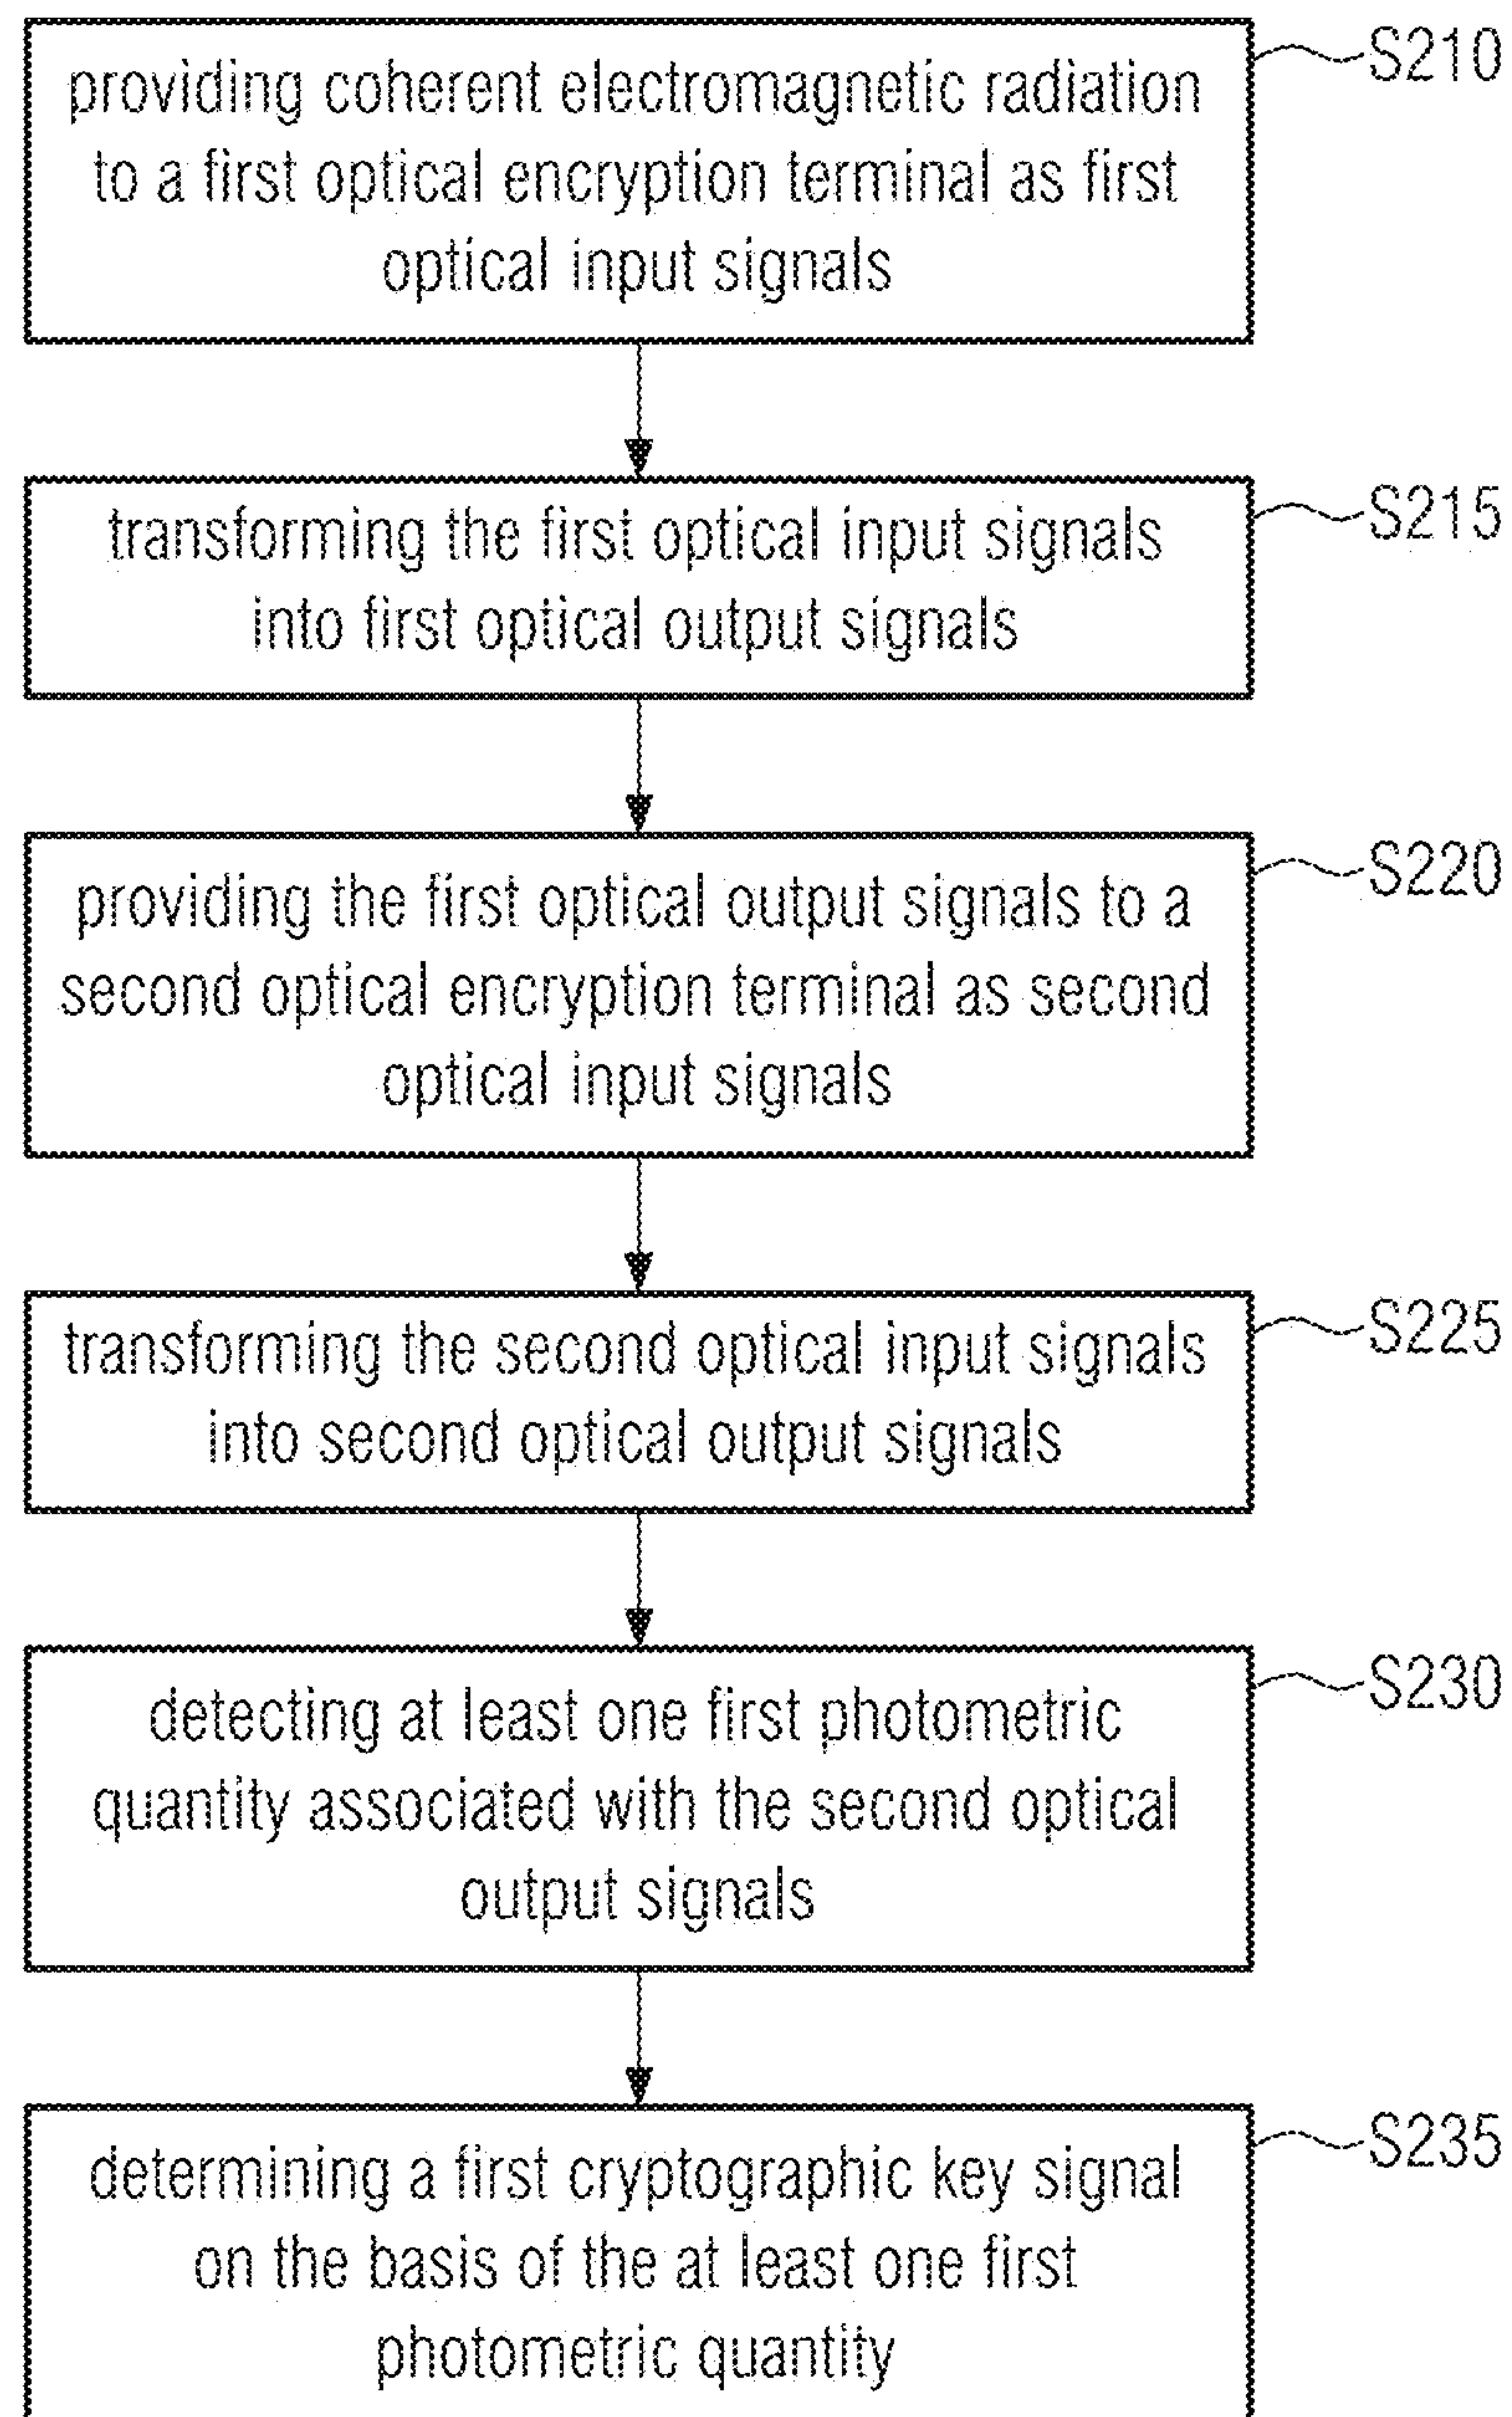 providing coherent electromagnetic radiation
to a first optical encryption terminal as first
optical input signals
S210
transforming the first optical input signals
into first optical output signals
S215
providing the first optical output signals to a
second optical encryption terminal as second
optical input signals
S220
transforming the second optical input signals
into second optical output signals
S225
detecting at least one first photometric
quantity associated with the second optical
output signals
S230
determining a first cryptographic key signal
on the basis of the at least one first
photometric quantity
S235